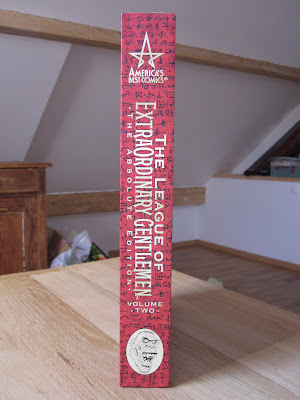 AMERICA'S
BEST COMICS®
THE LEAGUE OF
EXTRAORDINARY GENTLEMEN
· THE ABSOLUTE EDITION ·
VOLUME
· TWO ·